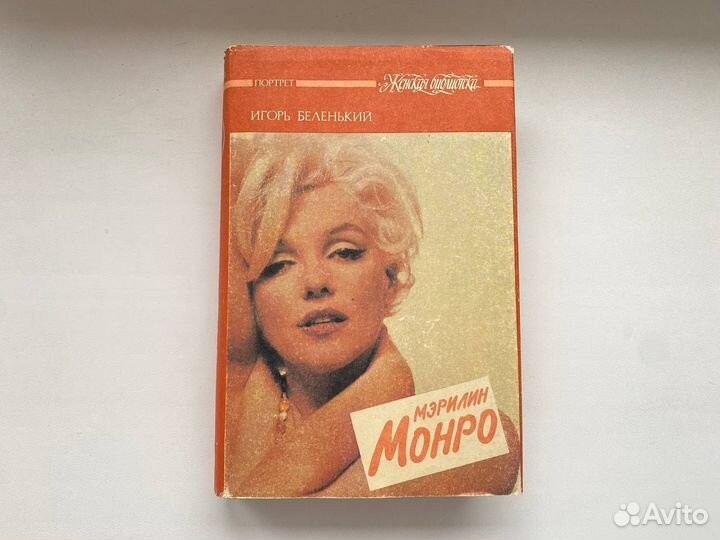 ПОРТРЕТ
Женская библиотека
ИГОРЬ БЕЛЕНЬКИЙ
МЭРИЛИН
МОНРО
Avito